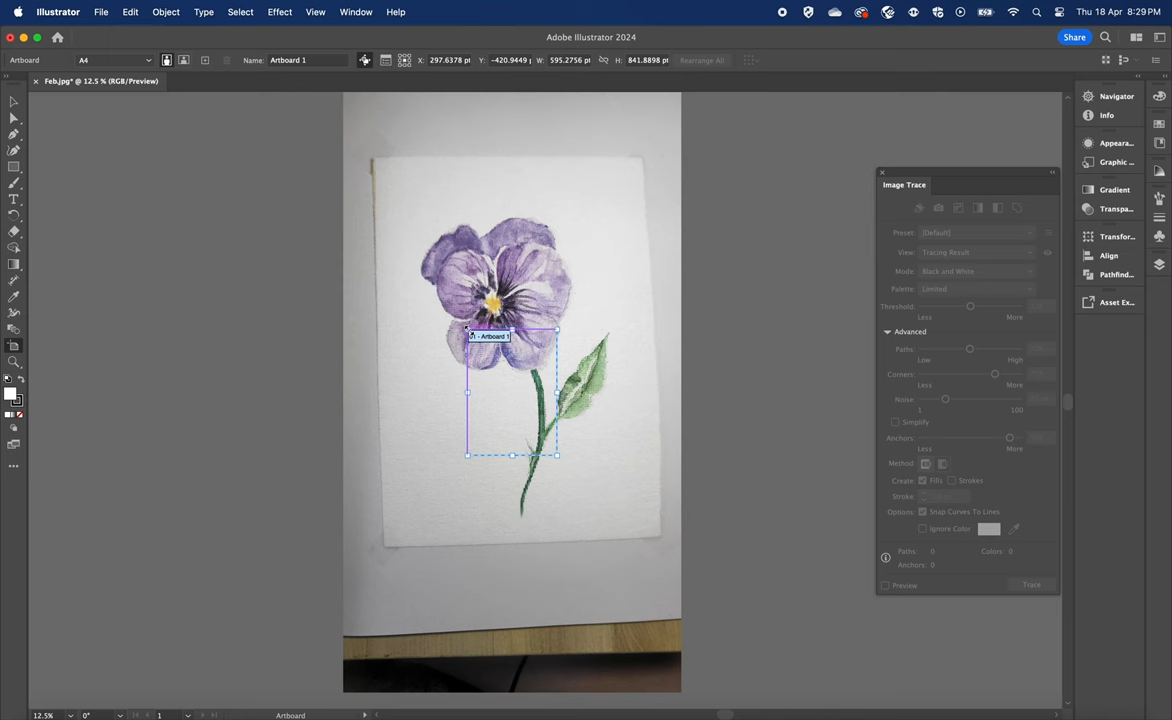 Illustrator File Edit Object Type Select Effect View Window Help Thu 18 Apr 8:29 PM
Adobe Illustrator 2024 Share
Artboard A4 Name: Artboard 1 X: 297.6378 pt Y: -420.9449 W: 595.2756 pt H: 841.8898 pt Rearrange All
× Feb.jpg* @ 12.5 % (RGB/Preview)
01 - Artboard 1
Image Trace
Preset: [Default]
View: Tracing Result
Mode: Black and White
Palette: Limited
Threshold:
Less More
Advanced
Paths:
Low High
Corners:
Less More
Noise:
1 100
Simplify
Anchors:
Less More
Method:
Create: Fills Strokes
Stroke:
Options: Snap Curves To Lines
Ignore Color
Paths: 0 Colors: 0
Anchors: 0
Preview Trace
Navigator
Info
Appeara...
Graphic ...
Gradient
Transpa...
Transfor...
Align
Pathfind...
Asset Ex...
12.5% 0° 1 Artboard